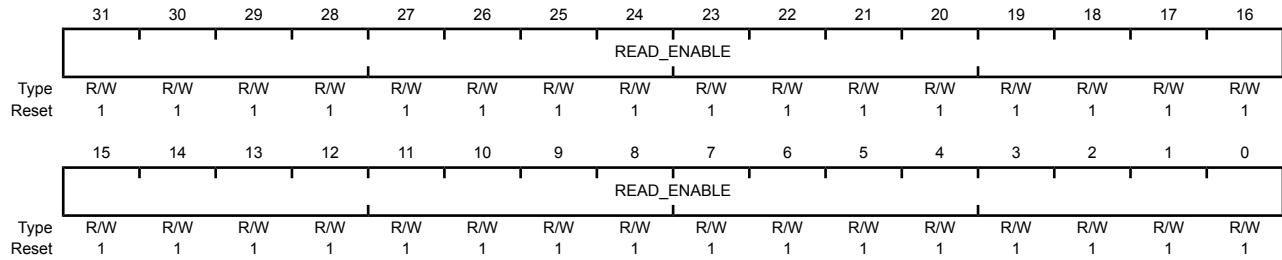 31 30 29 28 27 26 25 24 23 22 21 20 19 18 17 16
READ_ENABLE
Type R/W R/W R/W R/W R/W R/W R/W R/W R/W R/W R/W R/W R/W R/W R/W R/W
Reset 1 1 1 1 1 1 1 1 1 1 1 1 1 1 1 1
15 14 13 12 11 10 9 8 7 6 5 4 3 2 1 0
READ_ENABLE
Type R/W R/W R/W R/W R/W R/W R/W R/W R/W R/W R/W R/W R/W R/W R/W R/W
Reset 1 1 1 1 1 1 1 1 1 1 1 1 1 1 1 1